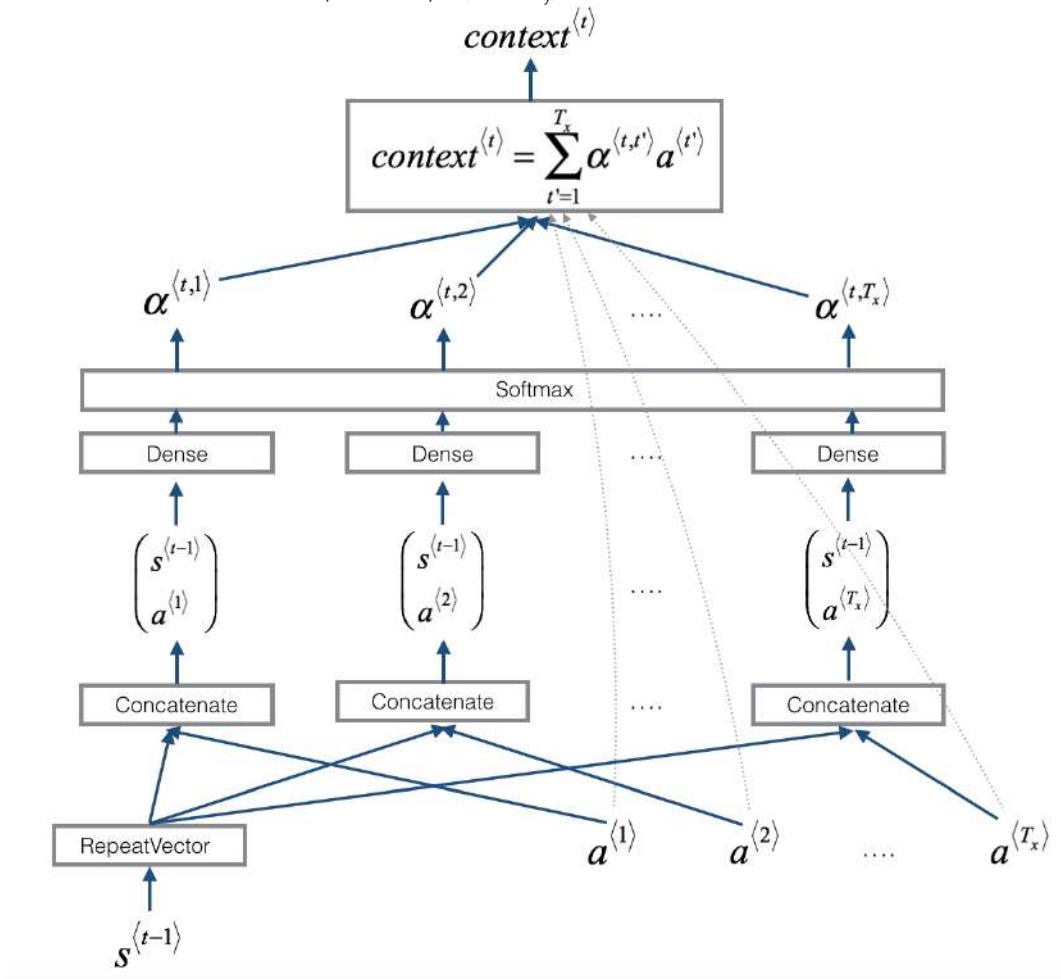 context⟨t⟩
context⟨t⟩ = ∑_{t'=1}^{Tₓ} α⟨t,t'⟩ a⟨t'⟩
α⟨t,1⟩ α⟨t,2⟩ .... α⟨t,Tₓ⟩
Softmax
Dense Dense .... Dense
(s⟨t-1⟩ (s⟨t-1⟩ (s⟨t-1⟩
a⟨1⟩) a⟨2⟩) .... a⟨Tₓ⟩)
Concatenate Concatenate .... Concatenate
RepeatVector a⟨1⟩ a⟨2⟩ .... a⟨Tₓ⟩
s⟨t-1⟩